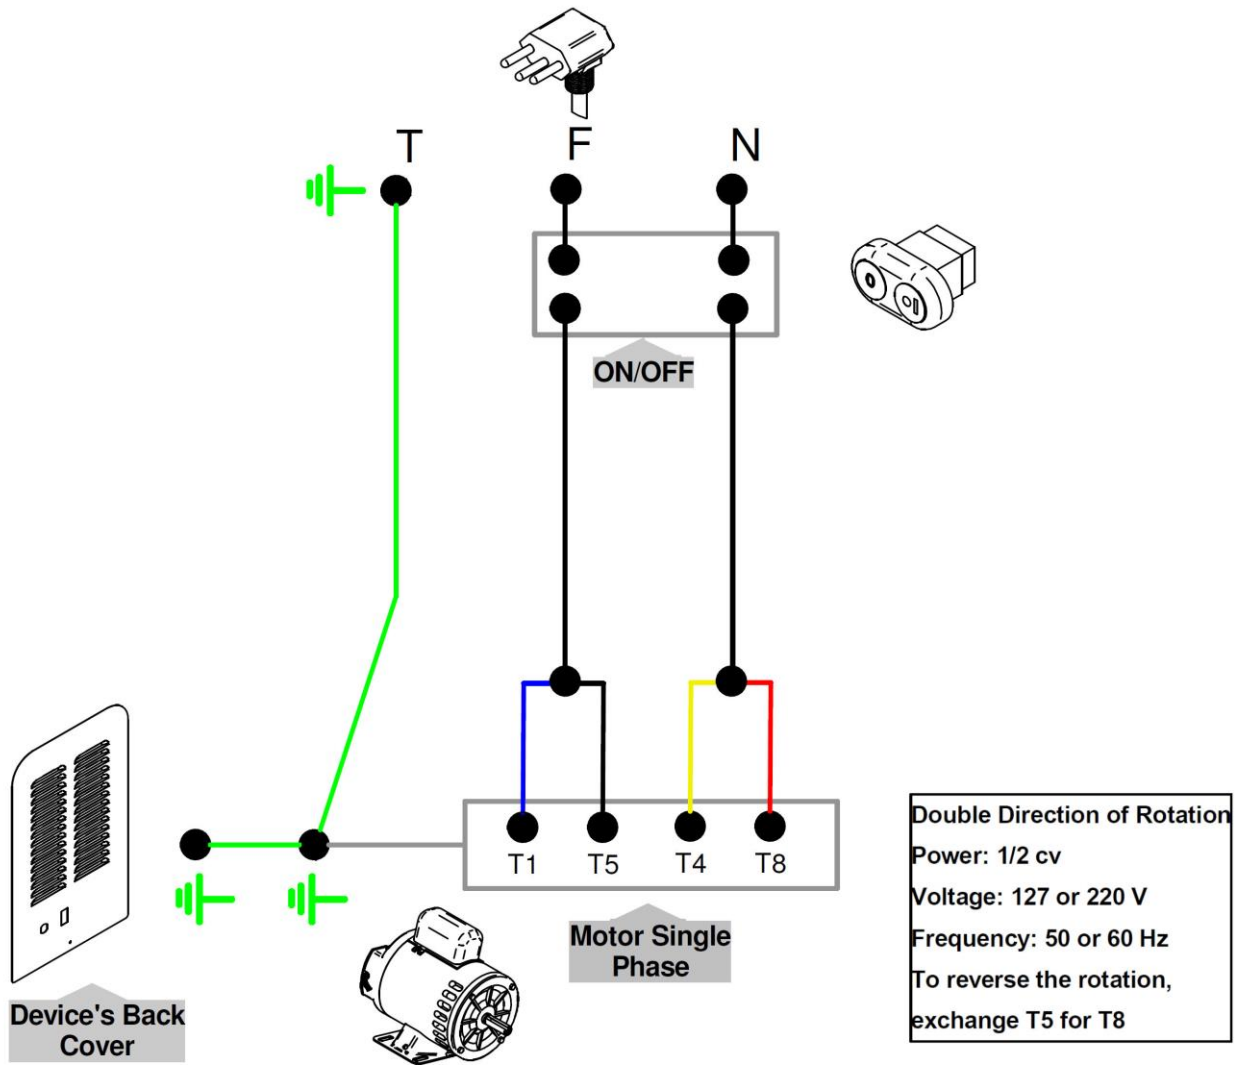 T
F
N
ON/OFF
T1
T5
T4
T8
Motor Single
Phase
Device's Back
Cover
Double Direction of Rotation
Power: 1/2 cv
Voltage: 127 or 220 V
Frequency: 50 or 60 Hz
To reverse the rotation,
exchange T5 for T8